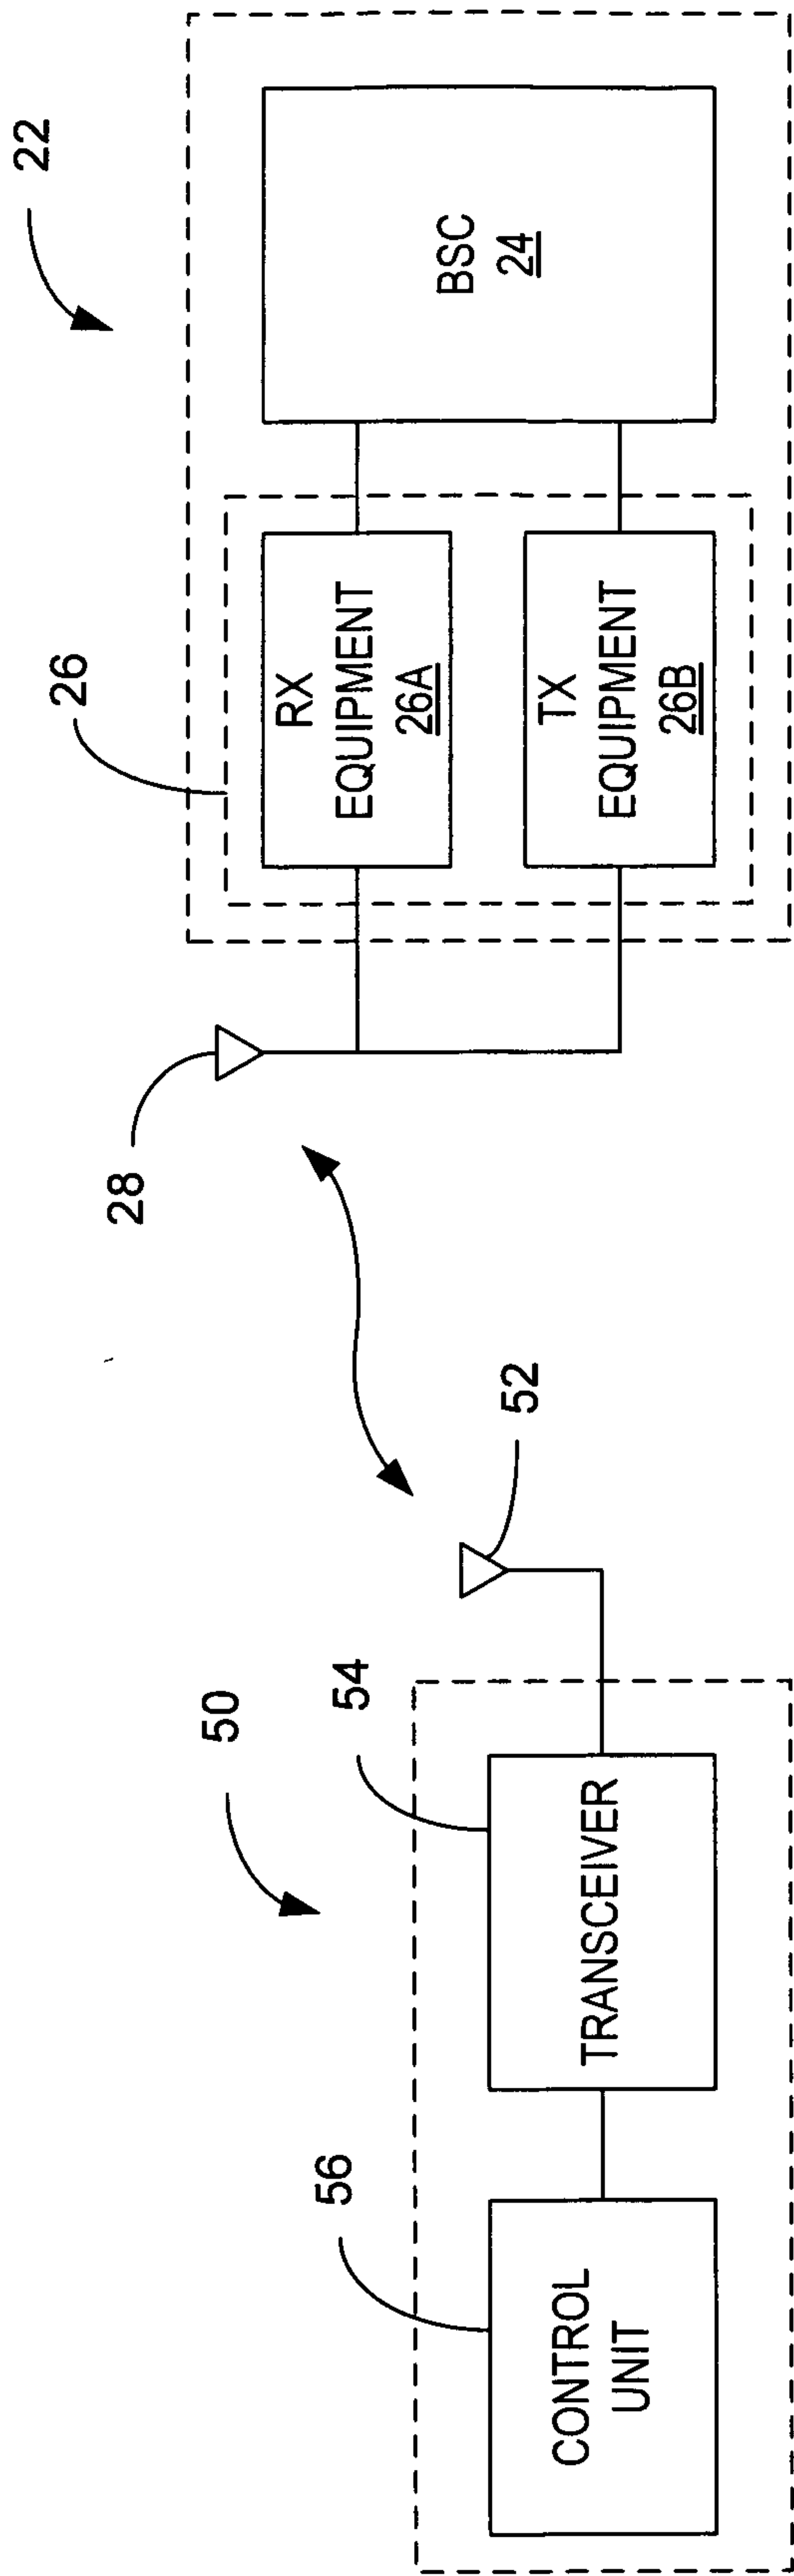 50
56
54
CONTROL
UNIT
TRANSCEIVER
52
28
26
22
RX
EQUIPMENT
26A
TX
EQUIPMENT
26B
BSC
24